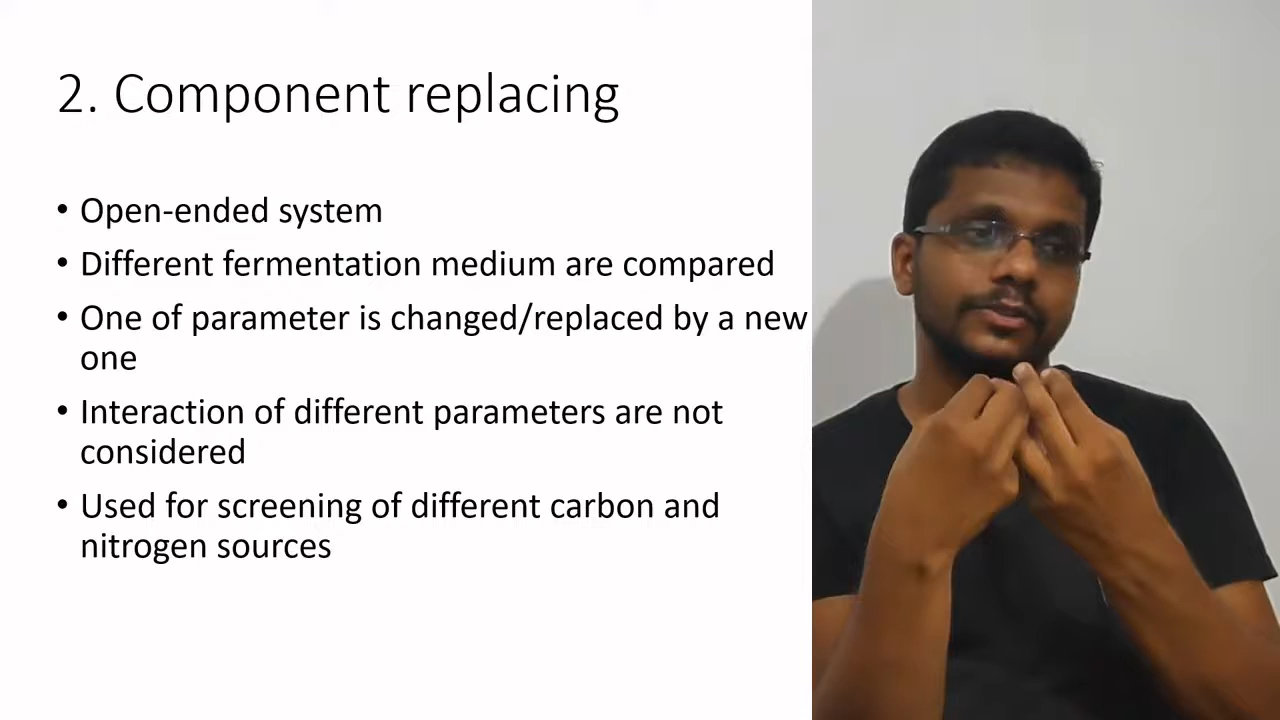 2. Component replacing
• Open-ended system
• Different fermentation medium are compared
• One of parameter is changed/replaced by a new
one
• Interaction of different parameters are not
considered
• Used for screening of different carbon and
nitrogen sources